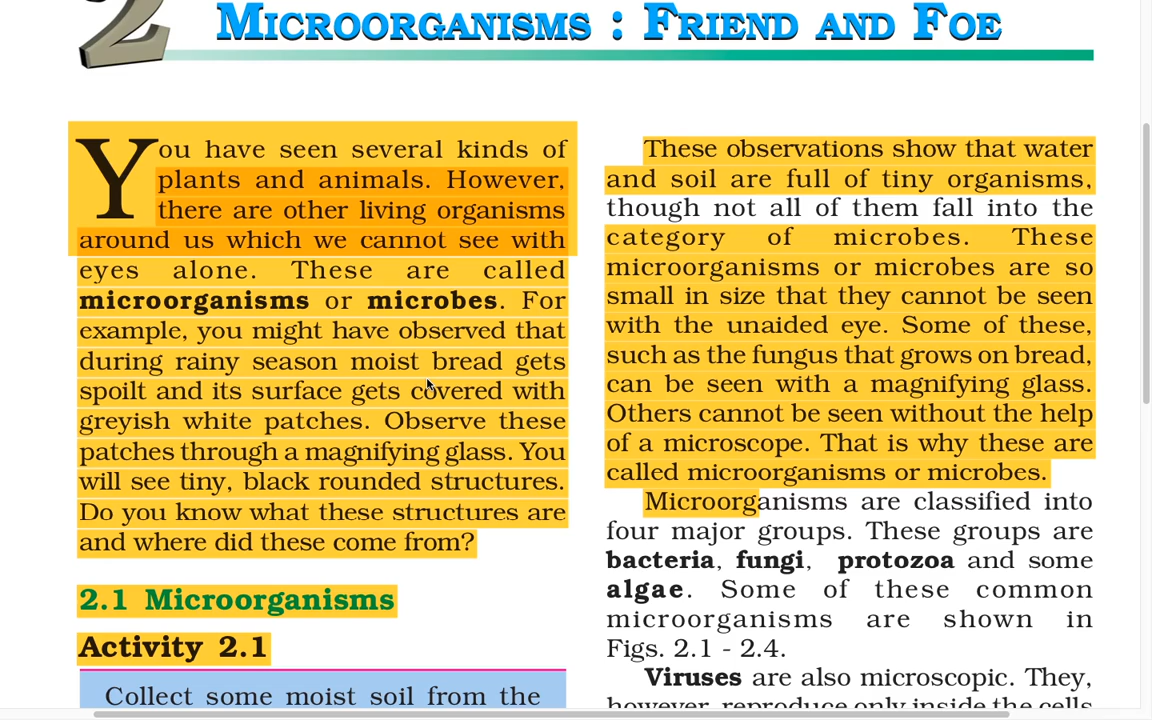 2
MICROORGANISMS : FRIEND AND FOE
You have seen several kinds of
plants and animals. However,
there are other living organisms
around us which we cannot see with
eyes alone. These are called
microorganisms or microbes. For
example, you might have observed that
during rainy season moist bread gets
spoilt and its surface gets covered with
greyish white patches. Observe these
patches through a magnifying glass. You
will see tiny, black rounded structures.
Do you know what these structures are
and where did these come from?
2.1 Microorganisms
Activity 2.1
Collect some moist soil from the
These observations show that water
and soil are full of tiny organisms,
though not all of them fall into the
category of microbes. These
microorganisms or microbes are so
small in size that they cannot be seen
with the unaided eye. Some of these,
such as the fungus that grows on bread,
can be seen with a magnifying glass.
Others cannot be seen without the help
of a microscope. That is why these are
called microorganisms or microbes.
Microorganisms are classified into
four major groups. These groups are
bacteria, fungi, protozoa and some
algae. Some of these common
microorganisms are shown in
Figs. 2.1 - 2.4.
Viruses are also microscopic. They,
however, reproduce only inside the cells